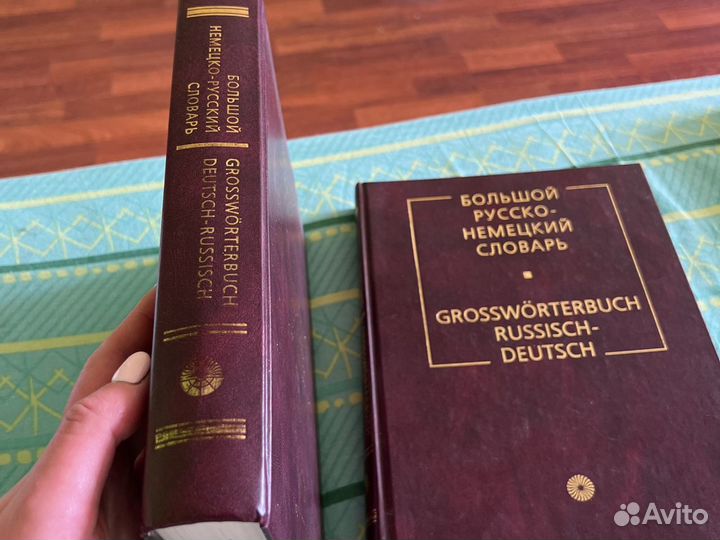 БОЛЬШОЙ
НЕМЕЦКО-РУССКИЙ
СЛОВАРЬ
GROSSWÖRTERBUCH
DEUTSCH-RUSSISCH
БОЛЬШОЙ
РУССКО-
НЕМЕЦКИЙ
СЛОВАРЬ
GROSSWÖRTERBUCH
RUSSISCH-
DEUTSCH
Avito